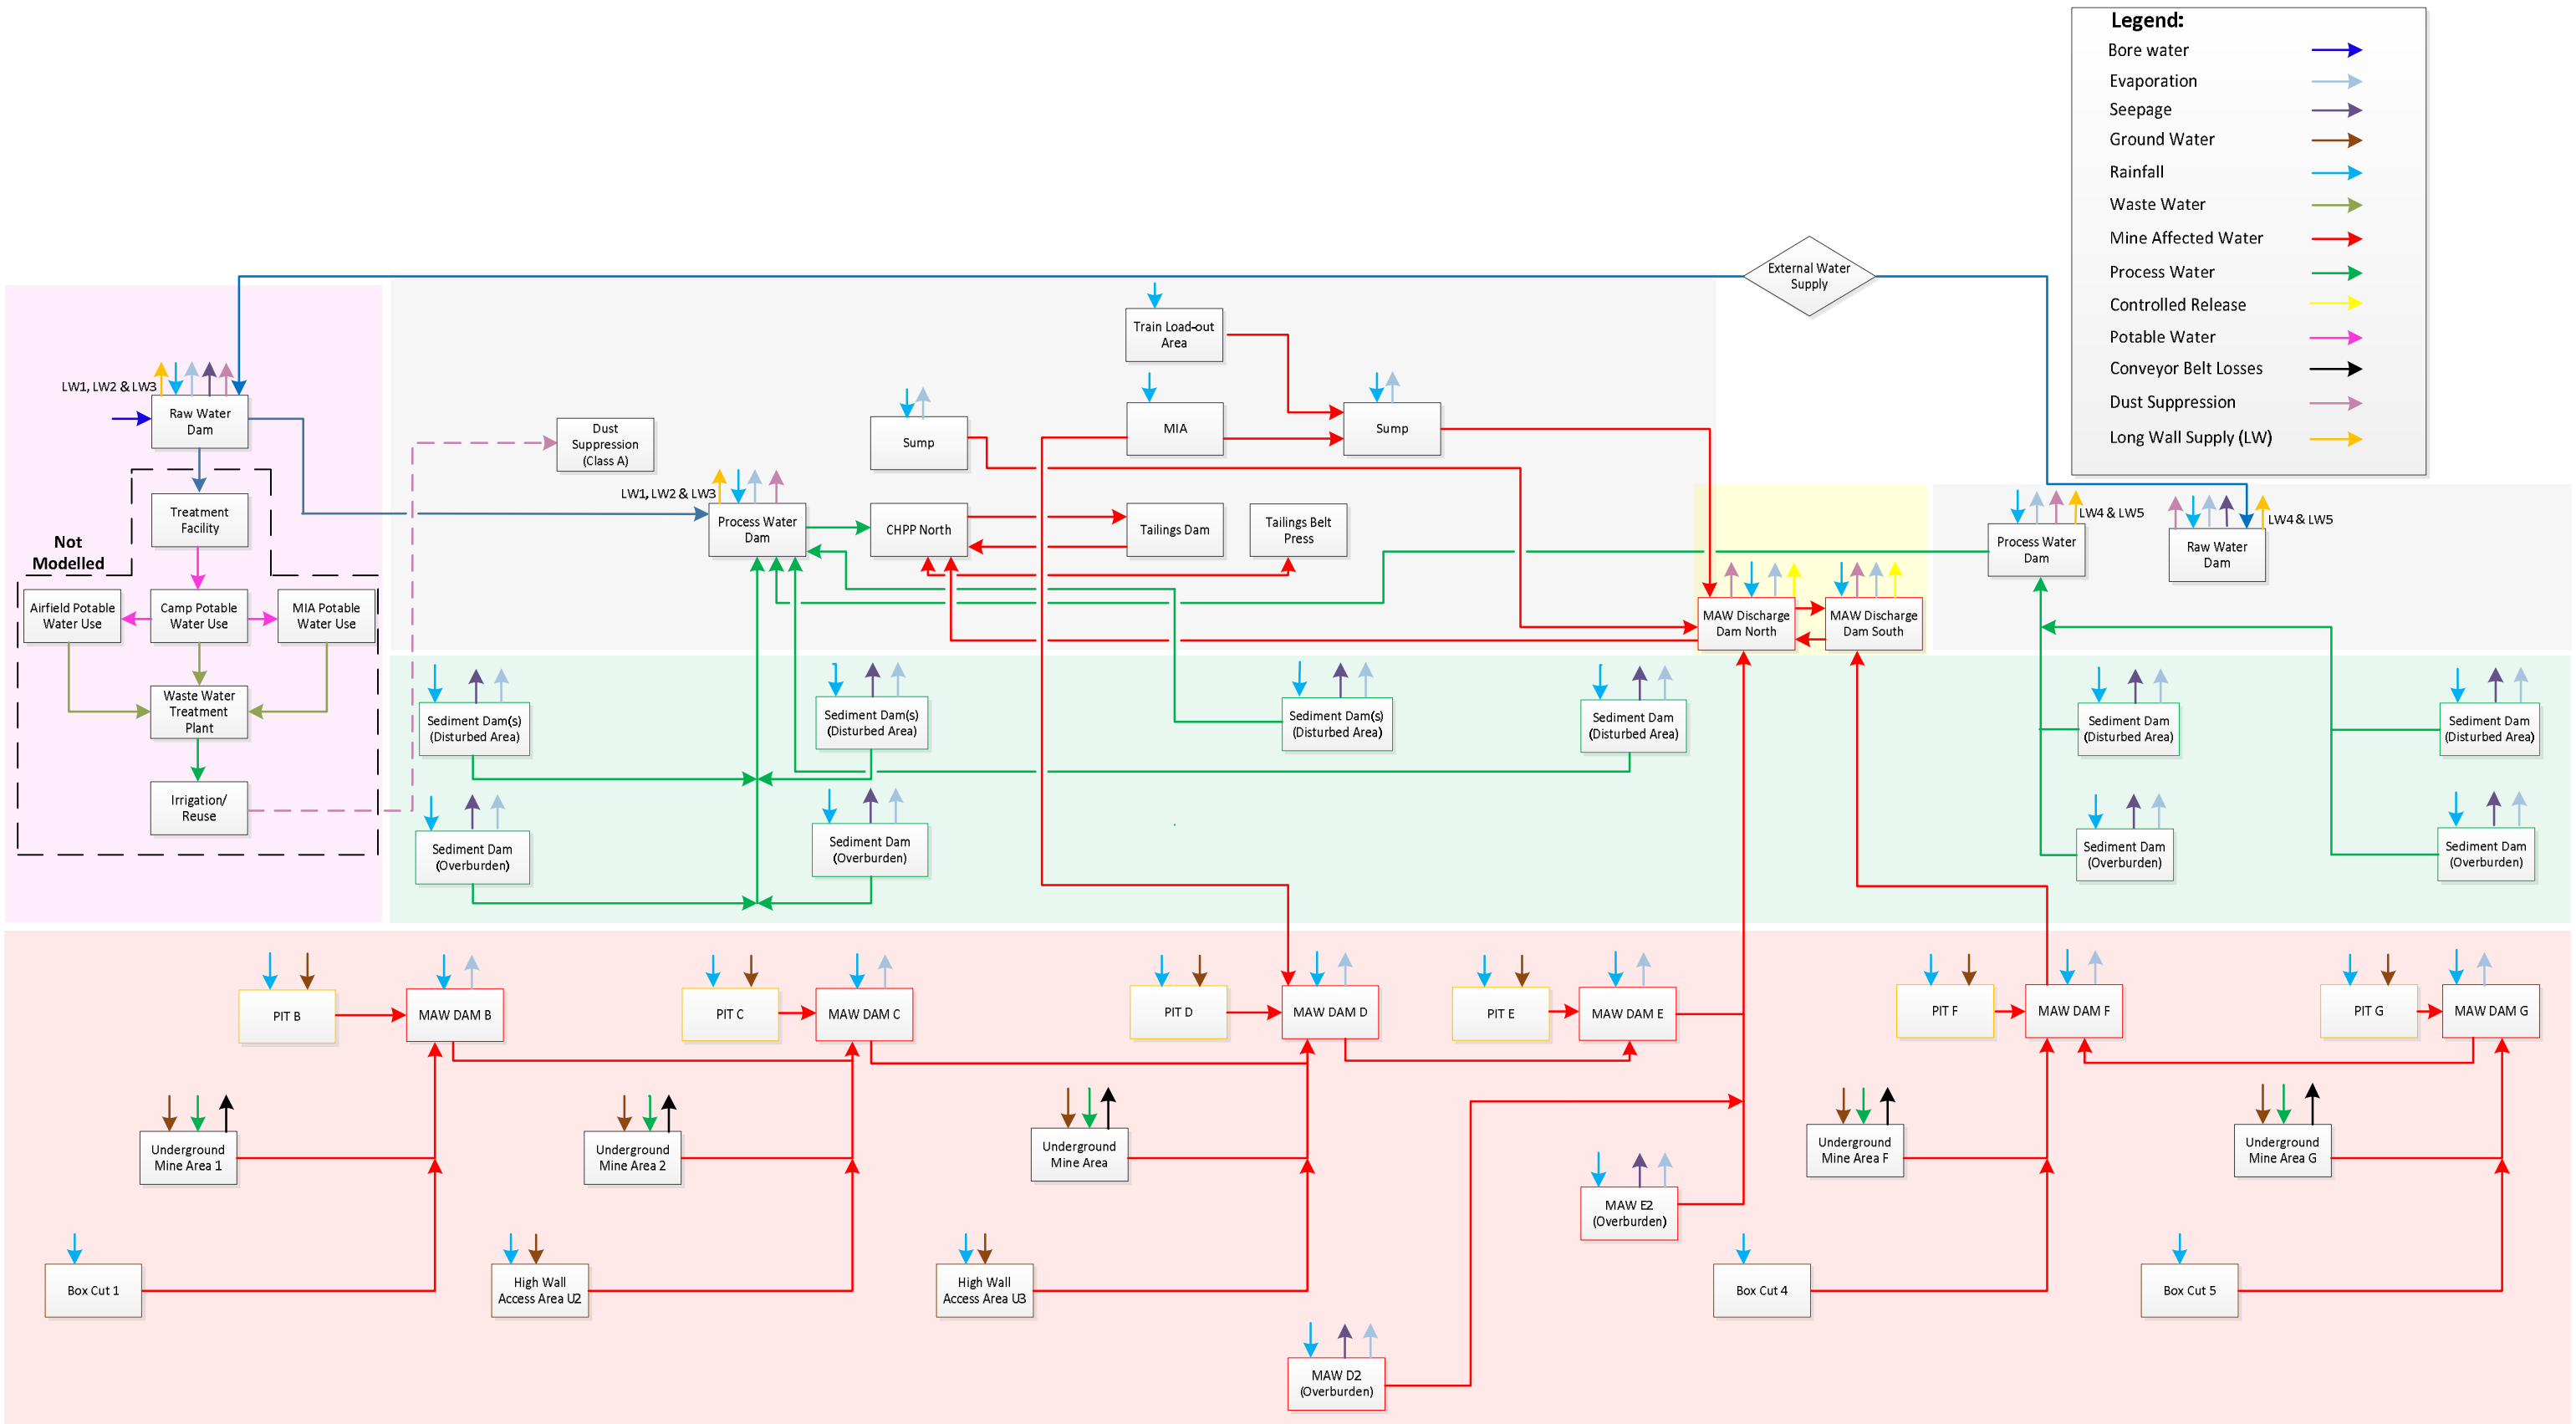 Legend:
Bore water
Evaporation
Seepage
Ground Water
Rainfall
Waste Water
Mine Affected Water
Process Water
Controlled Release
Potable Water
Conveyor Belt Losses
Dust Suppression
Long Wall Supply (LW)
External Water
Supply
Train Load-out
Area
LW1, LW2 & LW3
Raw Water
Dam
Dust
Suppression
(Class A)
Sump
MIA
Sump
LW1, LW2 & LW3
Process Water
Dam
CHPP North
Tailings Dam
Tailings Belt
Press
LW4 & LW5
Process Water
Dam
LW4 & LW5
Raw Water
Dam
Treatment
Facility
Not
Modelled
Airfield Potable
Water Use
Camp Potable
Water Use
MIA Potable
Water Use
MAW Discharge
Dam North
MAW Discharge
Dam South
Waste Water
Treatment
Plant
Irrigation/
Reuse
Sediment Dam(s)
(Disturbed Area)
Sediment Dam(s)
(Disturbed Area)
Sediment Dam(s)
(Disturbed Area)
Sediment Dam
(Disturbed Area)
Sediment Dam
(Disturbed Area)
Sediment Dam
(Disturbed Area)
Sediment Dam
(Overburden)
Sediment Dam
(Overburden)
Sediment Dam
(Overburden)
Sediment Dam
(Overburden)
PIT B
MAW DAM B
PIT C
MAW DAM C
PIT D
MAW DAM D
PIT E
MAW DAM E
PIT F
MAW DAM F
PIT G
MAW DAM G
Underground
Mine Area 1
Underground
Mine Area 2
Underground
Mine Area
Underground
Mine Area F
Underground
Mine Area G
MAW E2
(Overburden)
Box Cut 1
High Wall
Access Area U2
High Wall
Access Area U3
Box Cut 4
Box Cut 5
MAW D2
(Overburden)